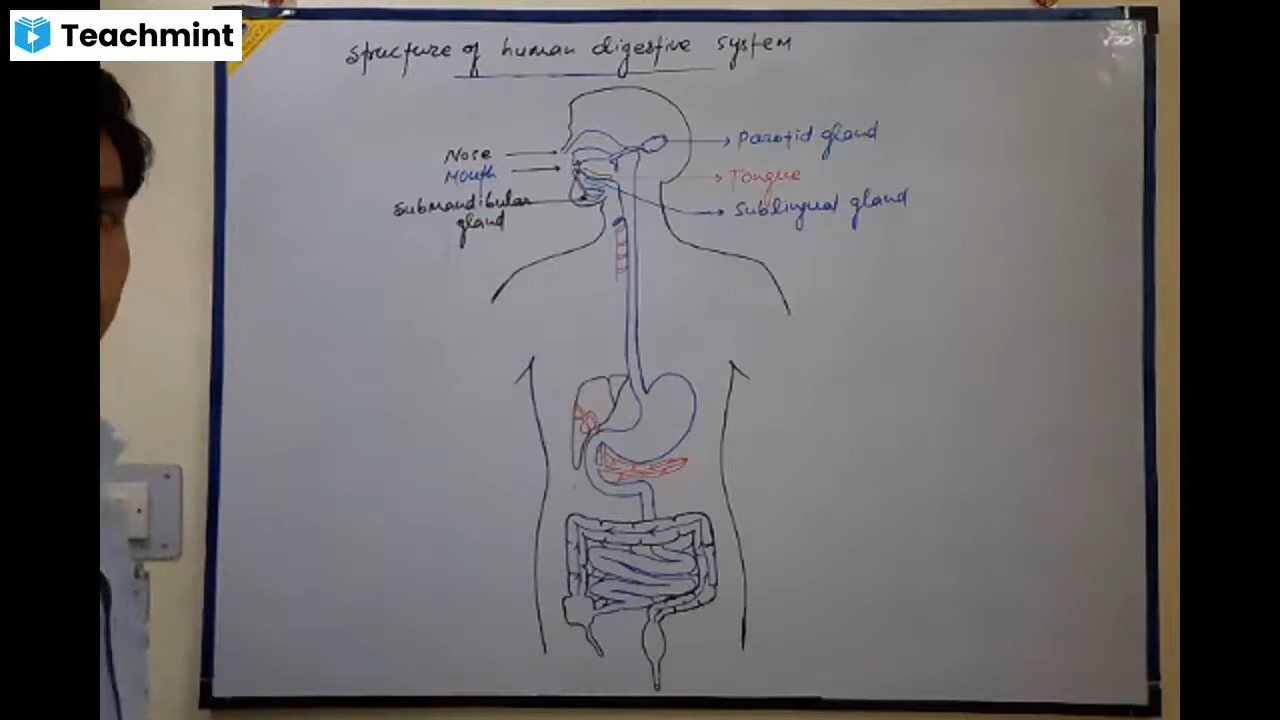 Teachmint
Structure of human digestive system
Nose
Mouth
Submandibular
gland
Parotid gland
Tongue
Sublingual gland